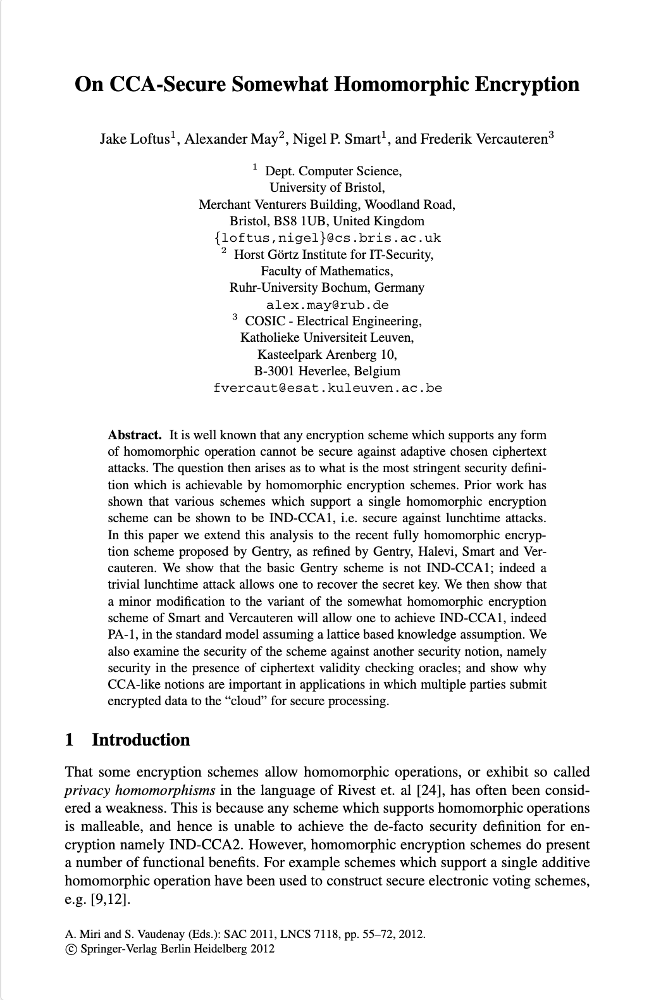 On CCA-Secure Somewhat Homomorphic Encryption
Jake Loftus¹, Alexander May², Nigel P. Smart¹, and Frederik Vercauteren³
¹ Dept. Computer Science,
University of Bristol,
Merchant Venturers Building, Woodland Road,
Bristol, BS8 1UB, United Kingdom
{loftus,nigel}@cs.bris.ac.uk
² Horst Görtz Institute for IT-Security,
Faculty of Mathematics,
Ruhr-University Bochum, Germany
alex.may@rub.de
³ COSIC - Electrical Engineering,
Katholieke Universiteit Leuven,
Kasteelpark Arenberg 10,
B-3001 Heverlee, Belgium
fvercaut@esat.kuleuven.ac.be
Abstract. It is well known that any encryption scheme which supports any form
of homomorphic operation cannot be secure against adaptive chosen ciphertext
attacks. The question then arises as to what is the most stringent security defini-
tion which is achievable by homomorphic encryption schemes. Prior work has
shown that various schemes which support a single homomorphic encryption
scheme can be shown to be IND-CCA1, i.e. secure against lunchtime attacks.
In this paper we extend this analysis to the recent fully homomorphic encryp-
tion scheme proposed by Gentry, as refined by Gentry, Halevi, Smart and Ver-
cauteren. We show that the basic Gentry scheme is not IND-CCA1; indeed a
trivial lunchtime attack allows one to recover the secret key. We then show that
a minor modification to the variant of the somewhat homomorphic encryption
scheme of Smart and Vercauteren will allow one to achieve IND-CCA1, indeed
PA-1, in the standard model assuming a lattice based knowledge assumption. We
also examine the security of the scheme against another security notion, namely
security in the presence of ciphertext validity checking oracles; and show why
CCA-like notions are important in applications in which multiple parties submit
encrypted data to the “cloud” for secure processing.
1 Introduction
That some encryption schemes allow homomorphic operations, or exhibit so called
privacy homomorphisms in the language of Rivest et. al [24], has often been consid-
ered a weakness. This is because any scheme which supports homomorphic operations
is malleable, and hence is unable to achieve the de-facto security definition for en-
cryption namely IND-CCA2. However, homomorphic encryption schemes do present
a number of functional benefits. For example schemes which support a single additive
homomorphic operation have been used to construct secure electronic voting schemes,
e.g. [9,12].
A. Miri and S. Vaudenay (Eds.): SAC 2011, LNCS 7118, pp. 55–72, 2012.
© Springer-Verlag Berlin Heidelberg 2012